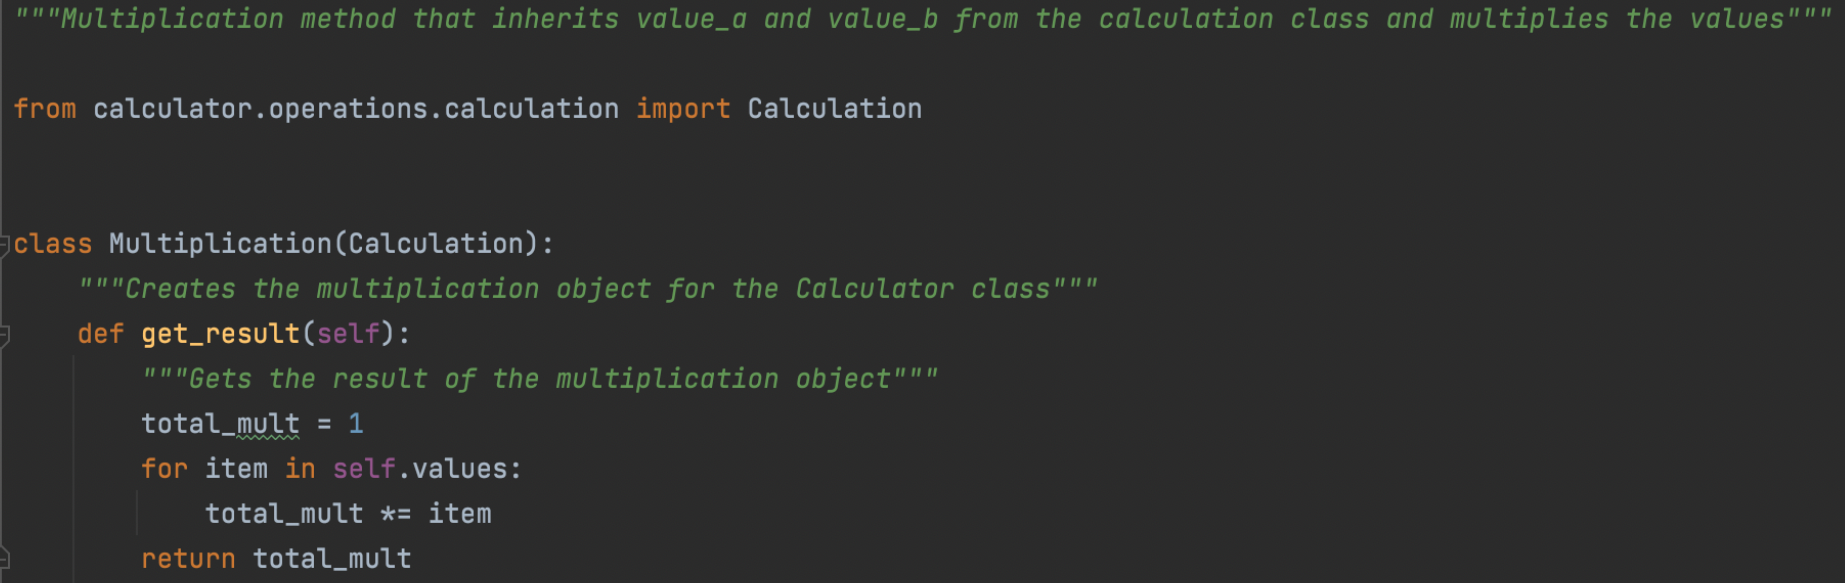 """Multiplication method that inherits value_a and value_b from the calculation class and multiplies the values"""
from calculator.operations.calculation import Calculation
class Multiplication(Calculation):
    """Creates the multiplication object for the Calculator class"""
    def get_result(self):
        """Gets the result of the multiplication object"""
        total_mult = 1
        for item in self.values:
            total_mult *= item
        return total_mult